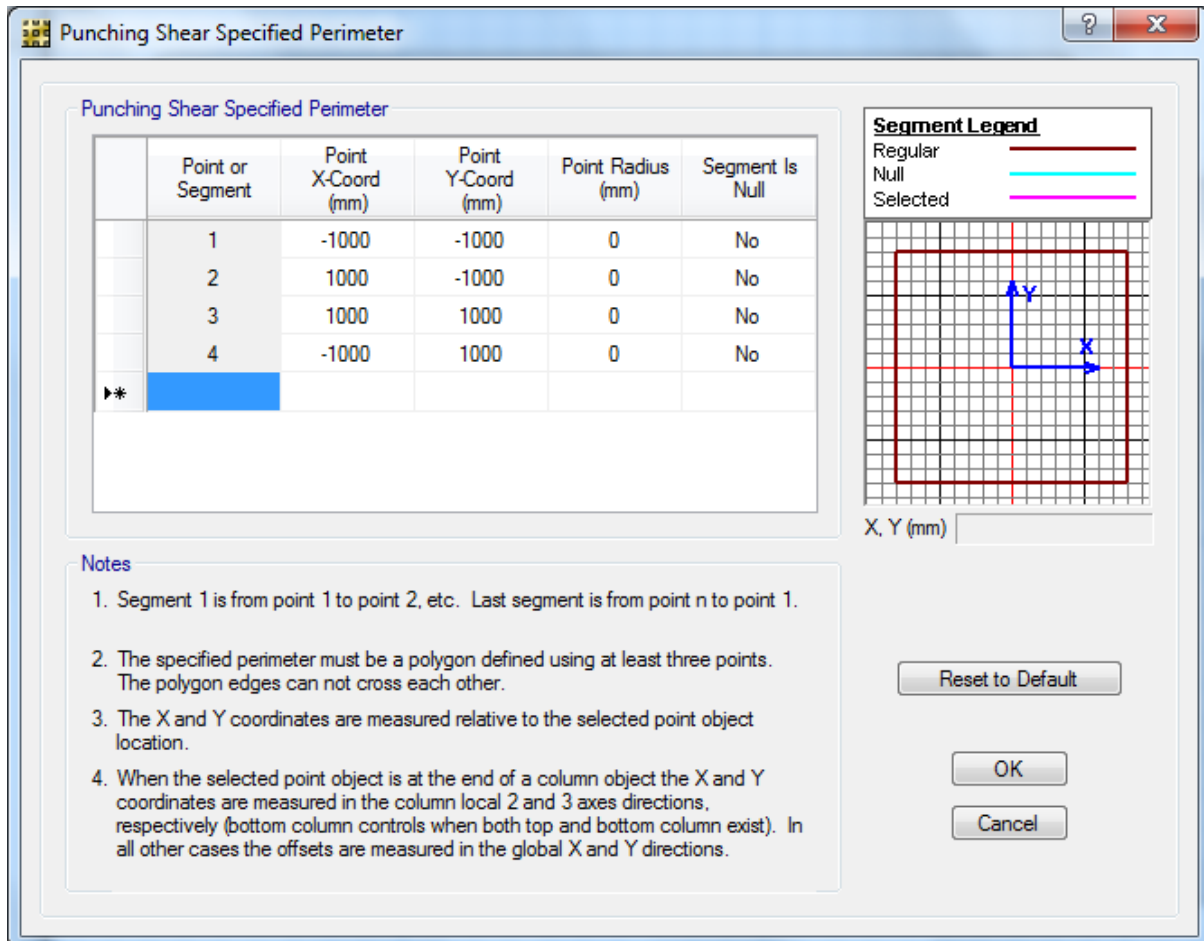 Punching Shear Specified Perimeter
Punching Shear Specified Perimeter
Point or Segment
Point X-Coord (mm)
Point Y-Coord (mm)
Point Radius (mm)
Segment Is Null
1 -1000 -1000 0 No
2 1000 -1000 0 No
3 1000 1000 0 No
4 -1000 1000 0 No
Segment Legend
Regular
Null
Selected
Y
X
X, Y (mm)
Notes
1. Segment 1 is from point 1 to point 2, etc. Last segment is from point n to point 1.
2. The specified perimeter must be a polygon defined using at least three points.
The polygon edges can not cross each other.
3. The X and Y coordinates are measured relative to the selected point object
location.
4. When the selected point object is at the end of a column object the X and Y
coordinates are measured in the column local 2 and 3 axes directions,
respectively (bottom column controls when both top and bottom column exist). In
all other cases the offsets are measured in the global X and Y directions.
Reset to Default
OK
Cancel